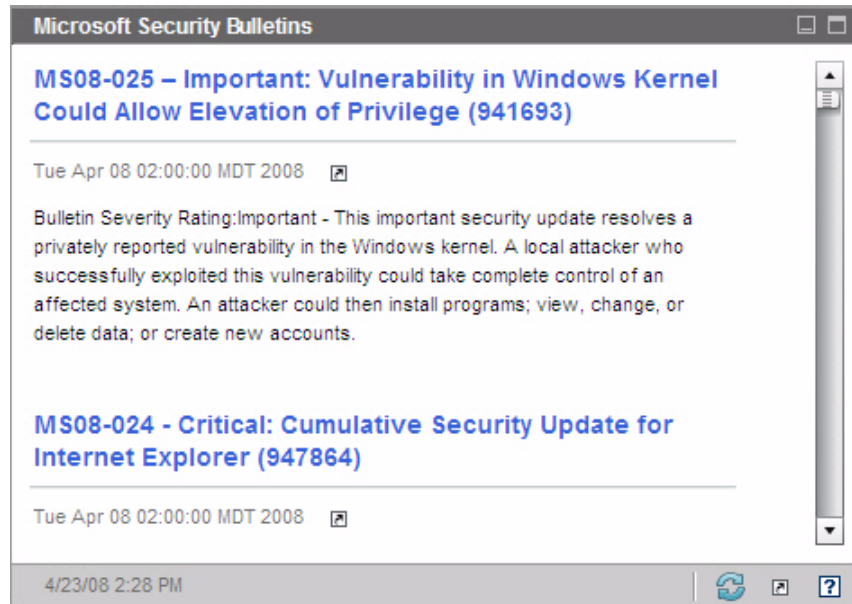 Microsoft Security Bulletins
MS08-025 – Important: Vulnerability in Windows Kernel
Could Allow Elevation of Privilege (941693)
Tue Apr 08 02:00:00 MDT 2008
Bulletin Severity Rating:Important - This important security update resolves a
privately reported vulnerability in the Windows kernel. A local attacker who
successfully exploited this vulnerability could take complete control of an
affected system. An attacker could then install programs; view, change, or
delete data; or create new accounts.
MS08-024 - Critical: Cumulative Security Update for
Internet Explorer (947864)
Tue Apr 08 02:00:00 MDT 2008
4/23/08 2:28 PM
?